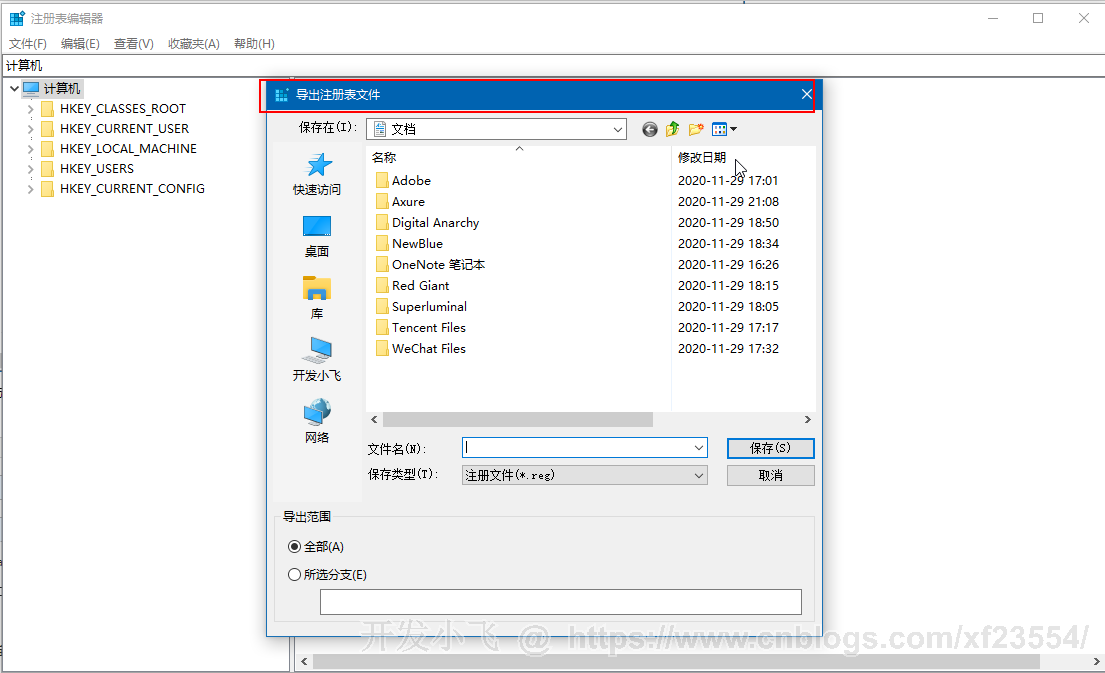 注册表编辑器
文件(F) 编辑(E) 查看(V) 收藏夹(A) 帮助(H)
计算机
计算机
HKEY_CLASSES_ROOT
HKEY_CURRENT_USER
HKEY_LOCAL_MACHINE
HKEY_USERS
HKEY_CURRENT_CONFIG
导出注册表文件
保存在(I): 文档
快速访问
桌面
库
开发小飞
网络
名称 修改日期
Adobe 2020-11-29 17:01
Axure 2020-11-29 21:08
Digital Anarchy 2020-11-29 18:50
NewBlue 2020-11-29 18:34
OneNote 笔记本 2020-11-29 16:26
Red Giant 2020-11-29 18:15
Superluminal 2020-11-29 18:05
Tencent Files 2020-11-29 17:17
WeChat Files 2020-11-29 17:32
文件名(N): 保存(S)
保存类型(T): 注册文件(*.reg) 取消
导出范围
全部(A)
所选分支(E)
开发小飞 @ https://www.cnblogs.com/xf23554/